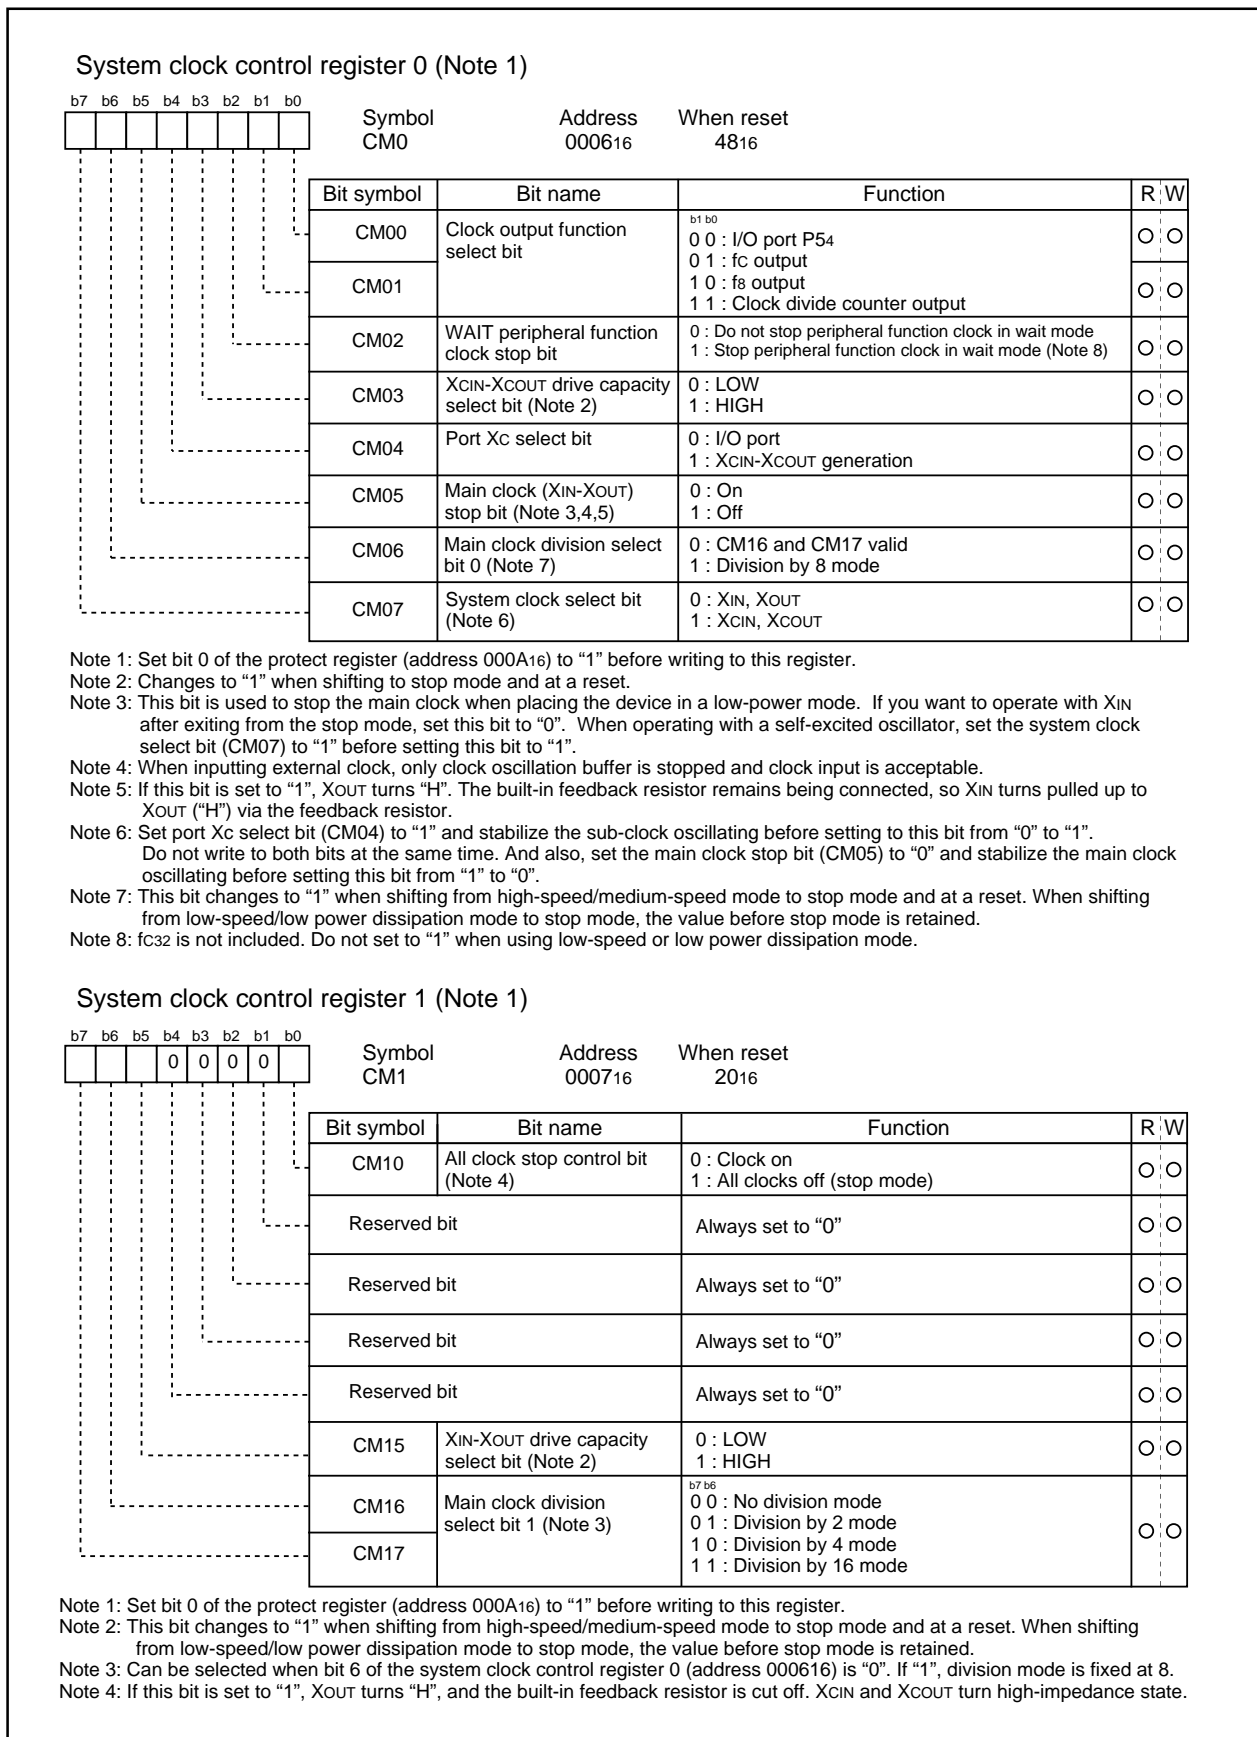 System clock control register 0 (Note 1)
b7 b6 b5 b4 b3 b2 b1 b0
Symbol Address When reset
CM0 000616 4816
Bit symbol Bit name Function R W
CM00 Clock output function select bit
b1 b0
0 0 : I/O port P54
0 1 : fC output
1 0 : f8 output
1 1 : Clock divide counter output
CM01
CM02 WAIT peripheral function clock stop bit
0 : Do not stop peripheral function clock in wait mode
1 : Stop peripheral function clock in wait mode (Note 8)
CM03 XCIN-XCOUT drive capacity select bit (Note 2)
0 : LOW
1 : HIGH
CM04 Port XC select bit
0 : I/O port
1 : XCIN-XCOUT generation
CM05 Main clock (XIN-XOUT) stop bit (Note 3,4,5)
0 : On
1 : Off
CM06 Main clock division select bit 0 (Note 7)
0 : CM16 and CM17 valid
1 : Division by 8 mode
CM07 System clock select bit (Note 6)
0 : XIN, XOUT
1 : XCIN, XCOUT
Note 1: Set bit 0 of the protect register (address 000A16) to “1” before writing to this register.
Note 2: Changes to “1” when shifting to stop mode and at a reset.
Note 3: This bit is used to stop the main clock when placing the device in a low-power mode. If you want to operate with XIN
after exiting from the stop mode, set this bit to “0”. When operating with a self-excited oscillator, set the system clock
select bit (CM07) to “1” before setting this bit to “1”.
Note 4: When inputting external clock, only clock oscillation buffer is stopped and clock input is acceptable.
Note 5: If this bit is set to “1”, XOUT turns “H”. The built-in feedback resistor remains being connected, so XIN turns pulled up to
XOUT (“H”) via the feedback resistor.
Note 6: Set port Xc select bit (CM04) to “1” and stabilize the sub-clock oscillating before setting to this bit from “0” to “1”.
Do not write to both bits at the same time. And also, set the main clock stop bit (CM05) to “0” and stabilize the main clock
oscillating before setting this bit from “1” to “0”.
Note 7: This bit changes to “1” when shifting from high-speed/medium-speed mode to stop mode and at a reset. When shifting
from low-speed/low power dissipation mode to stop mode, the value before stop mode is retained.
Note 8: fC32 is not included. Do not set to “1” when using low-speed or low power dissipation mode.
System clock control register 1 (Note 1)
b7 b6 b5 b4 b3 b2 b1 b0
0 0 0 0
Symbol Address When reset
CM1 000716 2016
Bit symbol Bit name Function R W
CM10 All clock stop control bit (Note 4)
0 : Clock on
1 : All clocks off (stop mode)
Reserved bit Always set to “0”
Reserved bit Always set to “0”
Reserved bit Always set to “0”
Reserved bit Always set to “0”
CM15 XIN-XOUT drive capacity select bit (Note 2)
0 : LOW
1 : HIGH
CM16 Main clock division select bit 1 (Note 3)
b7 b6
0 0 : No division mode
0 1 : Division by 2 mode
1 0 : Division by 4 mode
1 1 : Division by 16 mode
CM17
Note 1: Set bit 0 of the protect register (address 000A16) to “1” before writing to this register.
Note 2: This bit changes to “1” when shifting from high-speed/medium-speed mode to stop mode and at a reset. When shifting
from low-speed/low power dissipation mode to stop mode, the value before stop mode is retained.
Note 3: Can be selected when bit 6 of the system clock control register 0 (address 000616) is “0”. If “1”, division mode is fixed at 8.
Note 4: If this bit is set to “1”, XOUT turns “H”, and the built-in feedback resistor is cut off. XCIN and XCOUT turn high-impedance state.